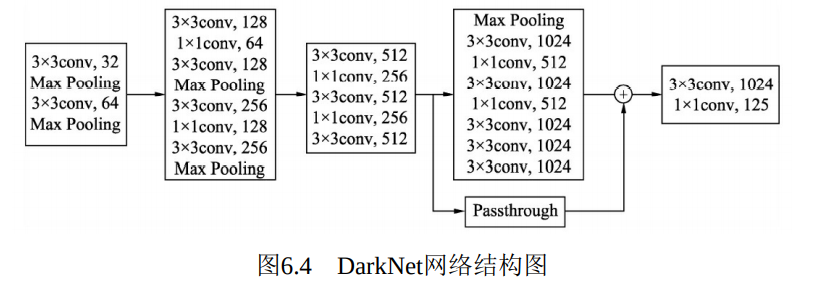 3×3conv, 32
Max Pooling
3×3conv, 64
Max Pooling
3×3conv, 128
1×1conv, 64
3×3conv, 128
Max Pooling
3×3conv, 256
1×1conv, 128
3×3conv, 256
Max Pooling
3×3conv, 512
1×1conv, 256
3×3conv, 512
1×1conv, 256
3×3conv, 512
Max Pooling
3×3conv, 1024
1×1conv, 512
3×3conv, 1024
1×1conv, 512
3×3conv, 1024
3×3conv, 1024
3×3conv, 1024
Passthrough
+
3×3conv, 1024
1×1conv, 125
图6.4 DarkNet网络结构图